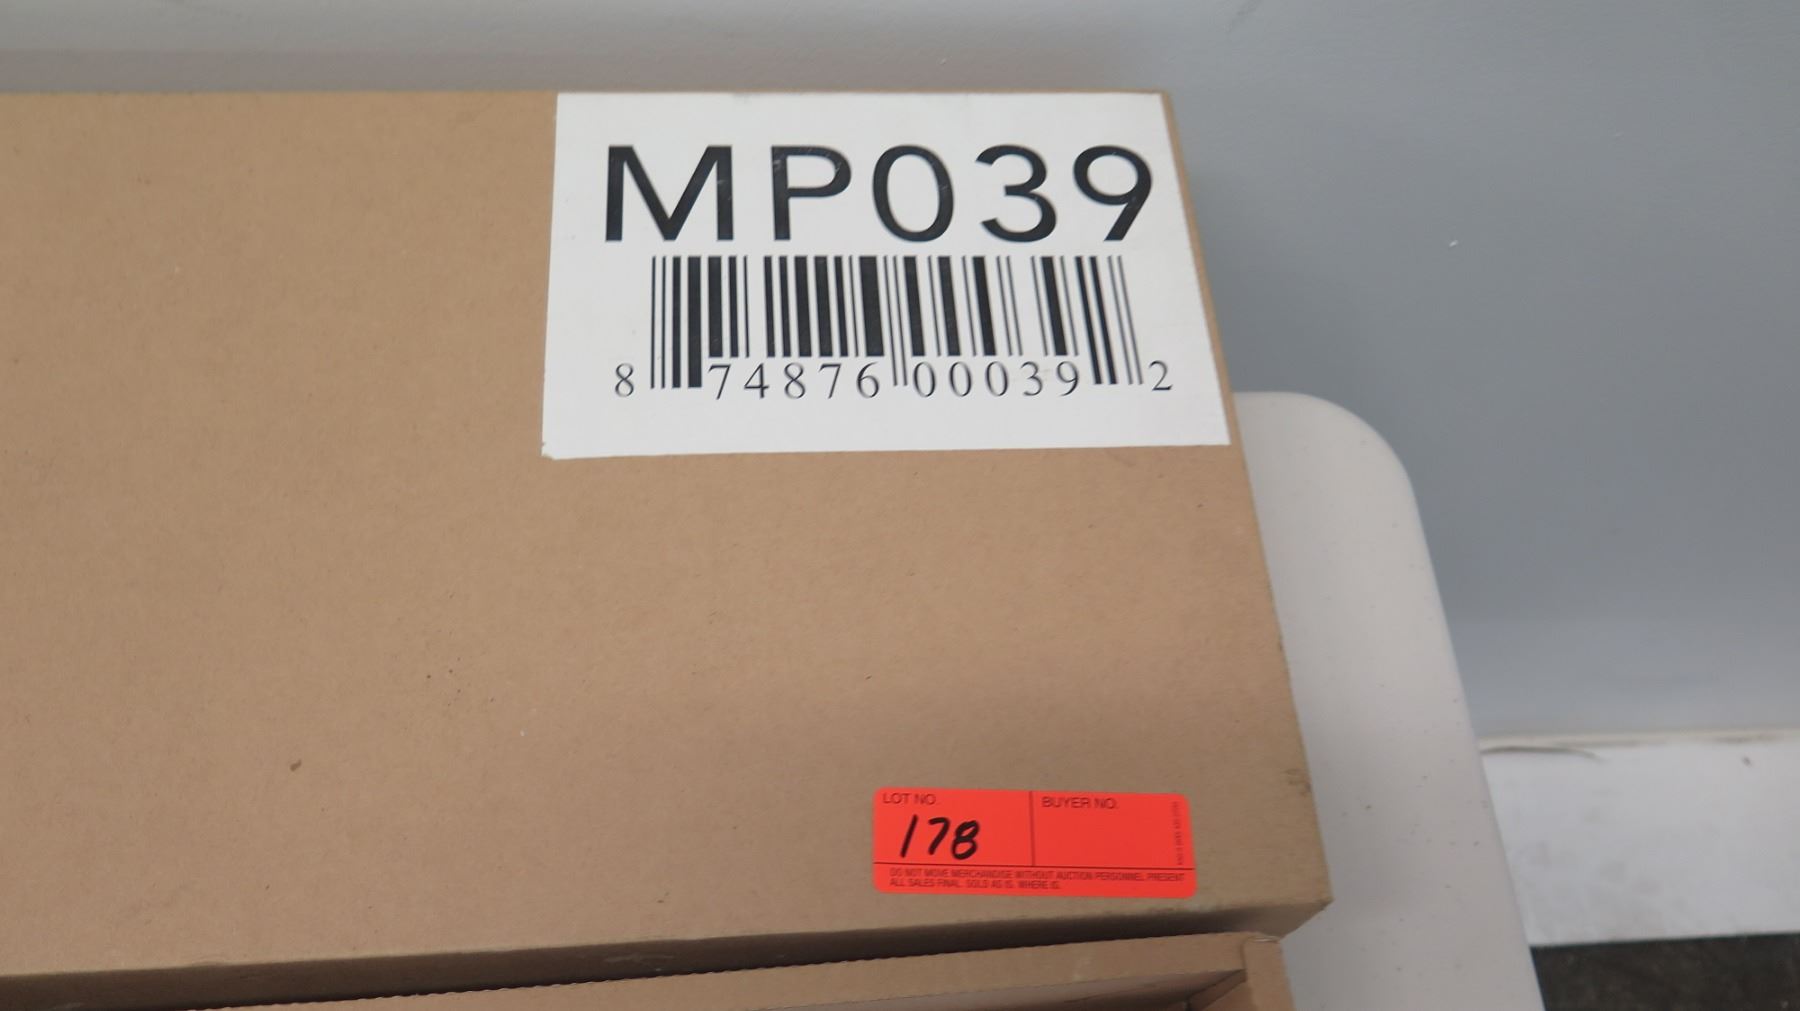 MP039
8 74876 00039 2
LOT NO.
BUYER NO.
178
DO NOT MOVE MERCHANDISE WITHOUT AUCTION PERSONNEL PRESENT
ALL SALES FINAL. SOLD AS IS. WHERE IS.